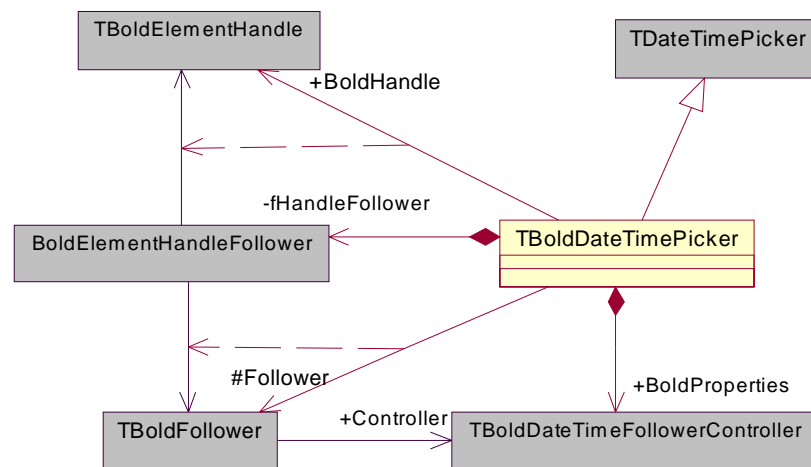 TBoldElementHandle
TDateTimePicker
+BoldHandle
-fHandleFollower
BoldElementHandleFollower
TBoldDateTimePicker
#Follower
+BoldProperties
+Controller
TBoldFollower
TBoldDateTimeFollowerController